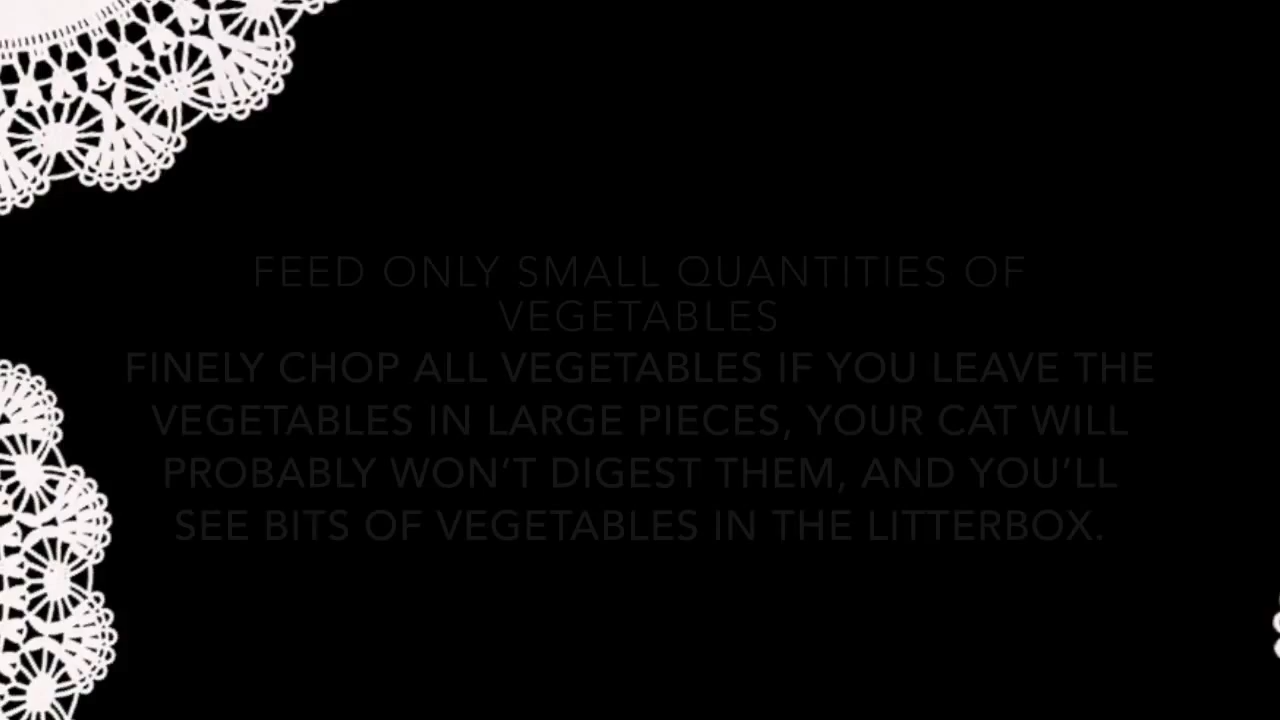 FEED ONLY SMALL QUANTITIES OF
VEGETABLES
FINELY CHOP ALL VEGETABLES IF YOU LEAVE THE
VEGETABLES IN LARGE PIECES, YOUR CAT WILL
PROBABLY WON’T DIGEST THEM, AND YOU’LL
SEE BITS OF VEGETABLES IN THE LITTERBOX.